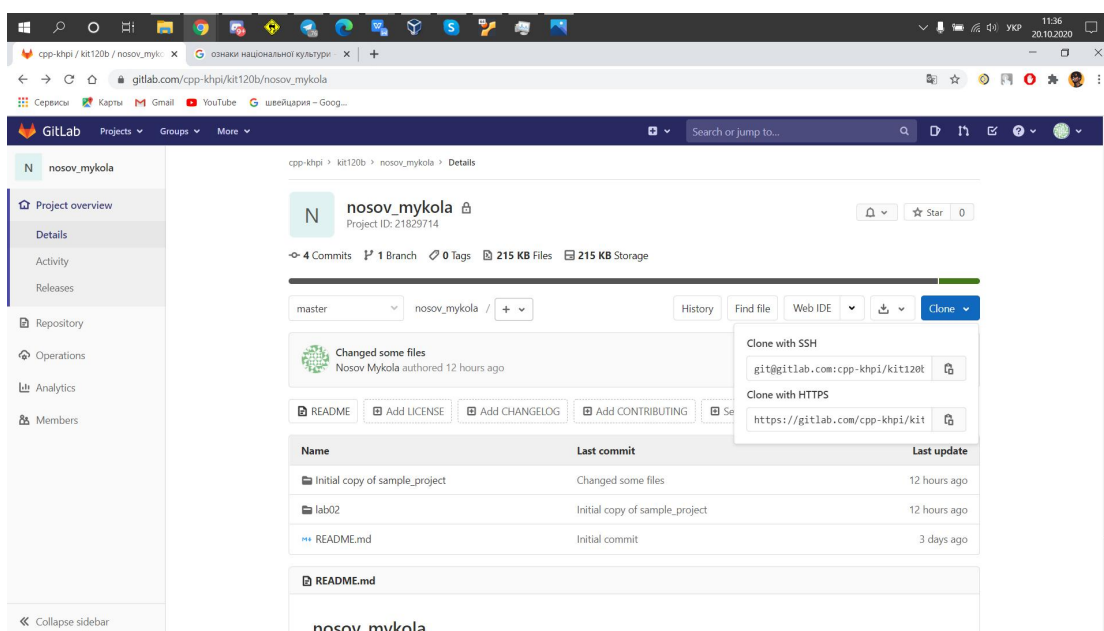 УКР
11:36
20.10.2020
cpp-khpi / kit120b / nosov_myko
ознаки національної культури
gitlab.com/cpp-khpi/kit120b/nosov_mykola
Сервисы Карты Gmail YouTube швейцария – Goog...
GitLab Projects Groups More Search or jump to...
N nosov_mykola
cpp-khpi > kit120b > nosov_mykola > Details
Project overview
Details
Activity
Releases
Repository
Operations
Analytics
Members
Collapse sidebar
N
nosov_mykola
Project ID: 21829714
Star 0
4 Commits 1 Branch 0 Tags 215 KB Files 215 KB Storage
master nosov_mykola / + History Find file Web IDE Clone
Clone with SSH
git@gitlab.com:cpp-khpi/kit120b
Clone with HTTPS
https://gitlab.com/cpp-khpi/kit
Changed some files
Nosov Mykola authored 12 hours ago
README Add LICENSE Add CHANGELOG Add CONTRIBUTING Se
Name Last commit Last update
Initial copy of sample_project Changed some files 12 hours ago
lab02 Initial copy of sample_project 12 hours ago
README.md Initial commit 3 days ago
README.md
nosov_mykola